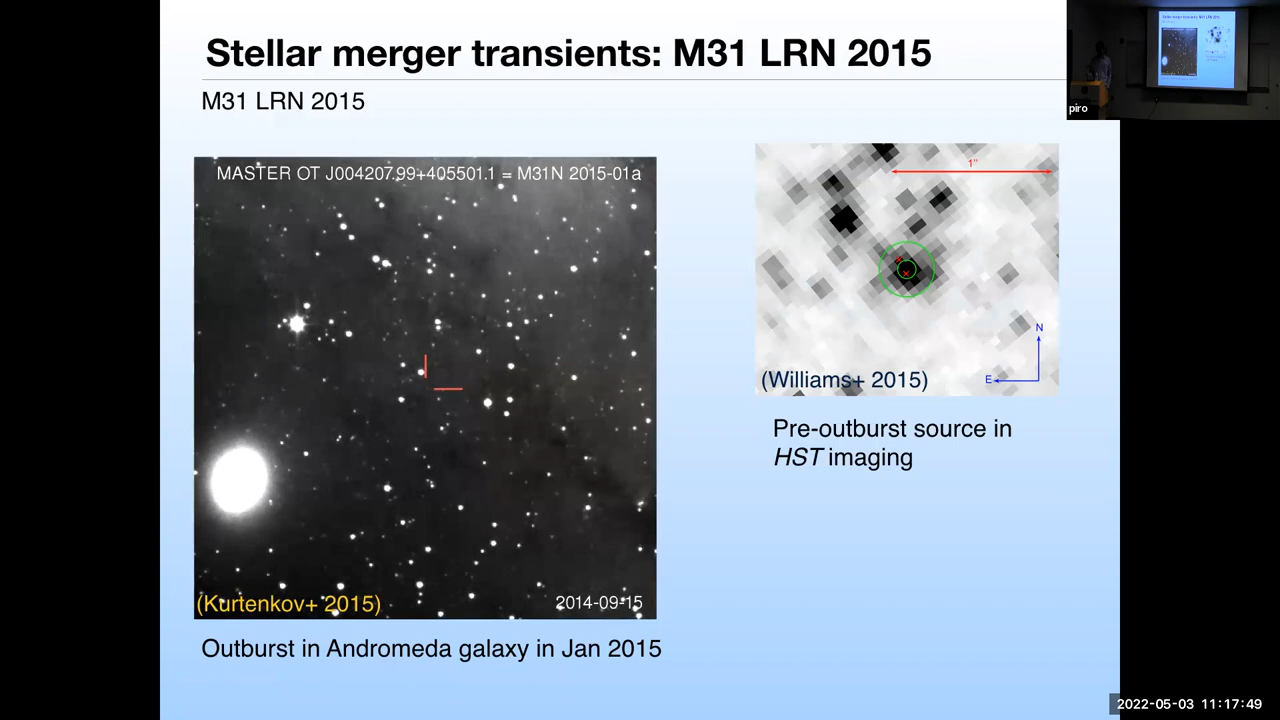 Stellar merger transients: M31 LRN 2015
M31 LRN 2015
piro
MASTER OT J004207.99+405501.1 = M31N 2015-01a
1"
N
E
(Williams+ 2015)
Pre-outburst source in
HST imaging
(Kurtenkov+ 2015)
2014-09-15
Outburst in Andromeda galaxy in Jan 2015
2022-05-03 11:17:49